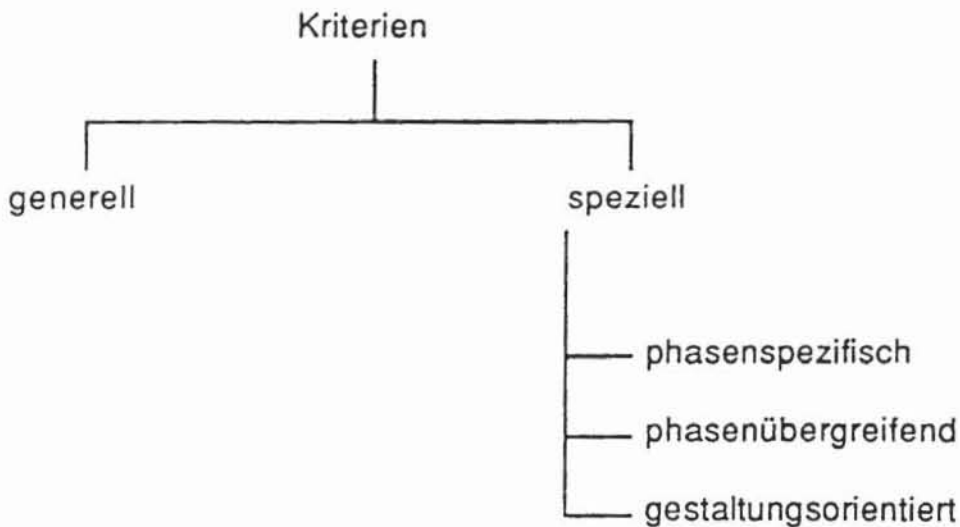 Kriterien
generell
speziell
phasenspezifisch
phasenübergreifend
gestaltungsorientiert